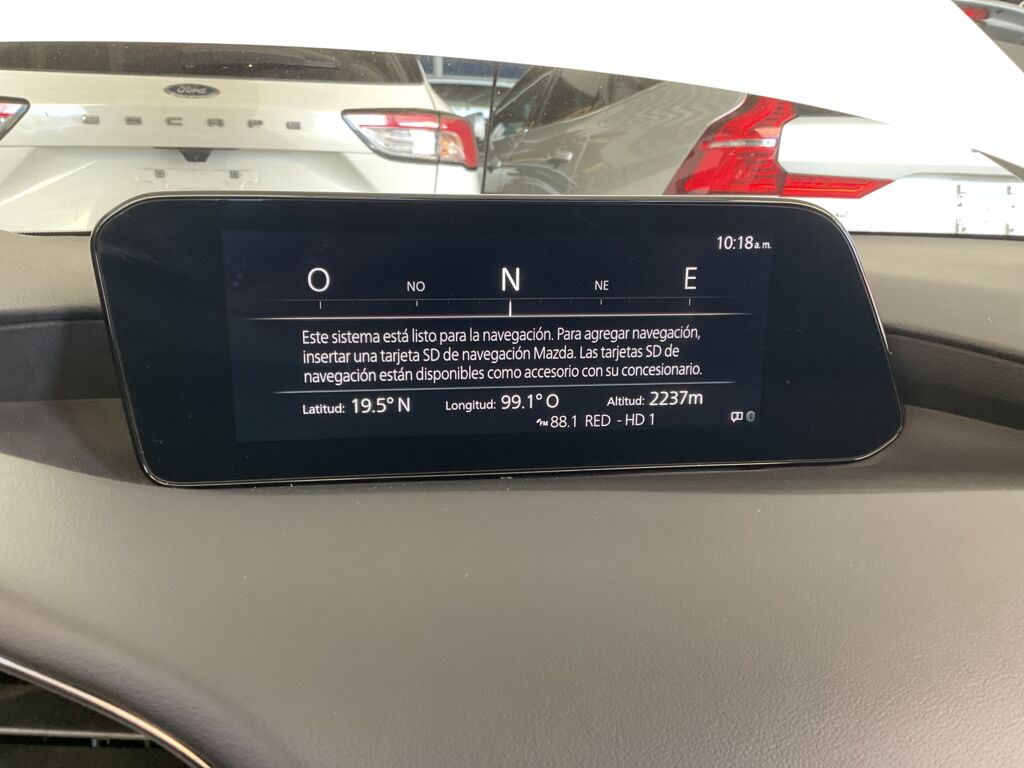 Ford
ESCAPE
10:18 a. m.
O NO N NE E
Este sistema está listo para la navegación. Para agregar navegación,
insertar una tarjeta SD de navegación Mazda. Las tarjetas SD de
navegación están disponibles como accesorio con su concesionario.
Latitud: 19.5° N Longitud: 99.1° O Altitud: 2237m
FM 88.1 RED - HD 1